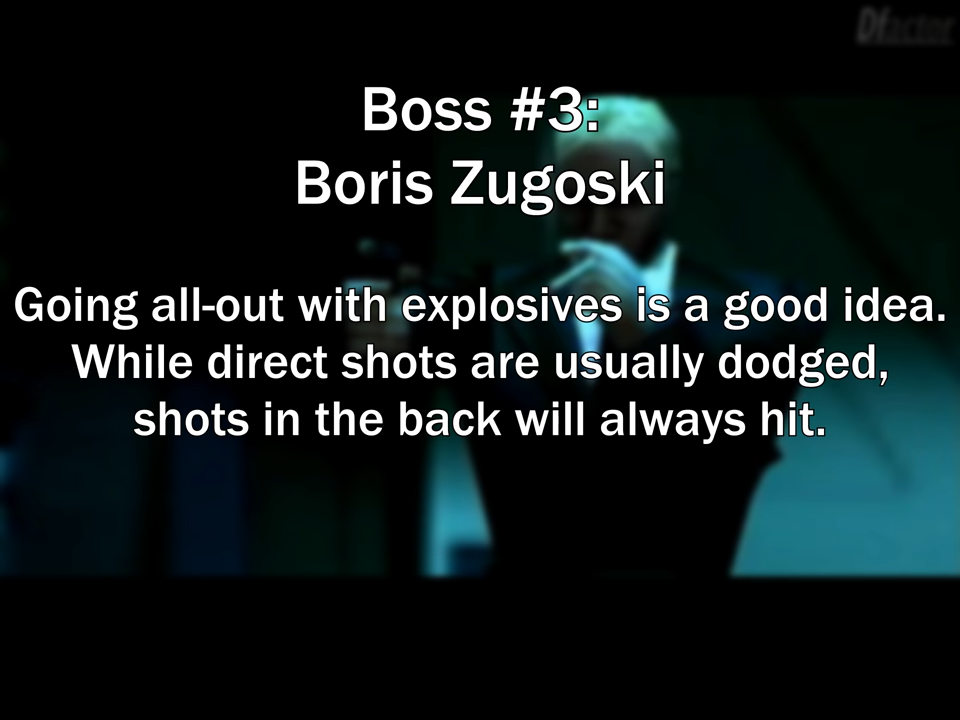 Dfactor
Boss #3:
Boris Zugoski
Going all-out with explosives is a good idea.
While direct shots are usually dodged,
shots in the back will always hit.